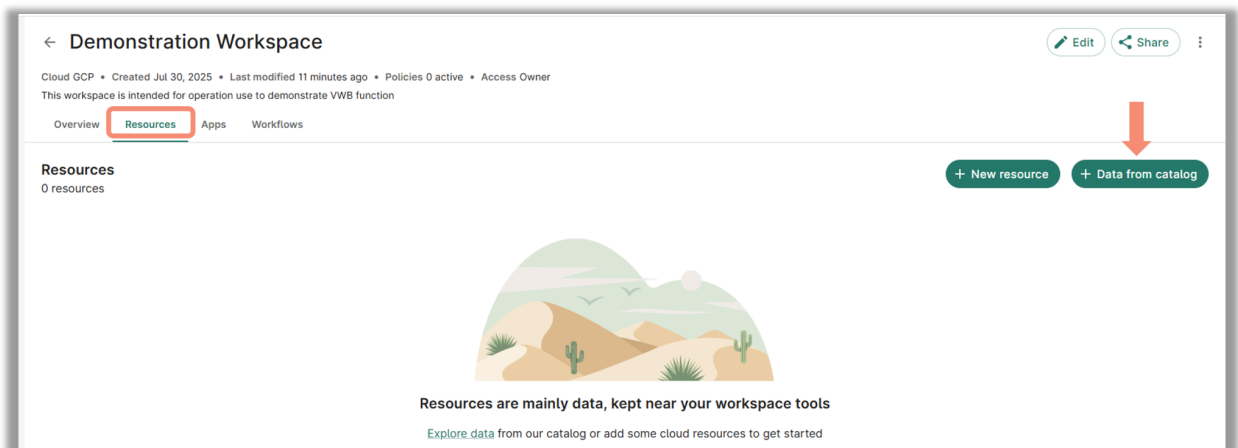 Demonstration Workspace
Edit
Share
Cloud GCP • Created Jul 30, 2025 • Last modified 11 minutes ago • Policies 0 active • Access Owner
This workspace is intended for operation use to demonstrate VWB function
Overview Resources Apps Workflows
Resources
0 resources
+ New resource
+ Data from catalog
Resources are mainly data, kept near your workspace tools
Explore data from our catalog or add some cloud resources to get started